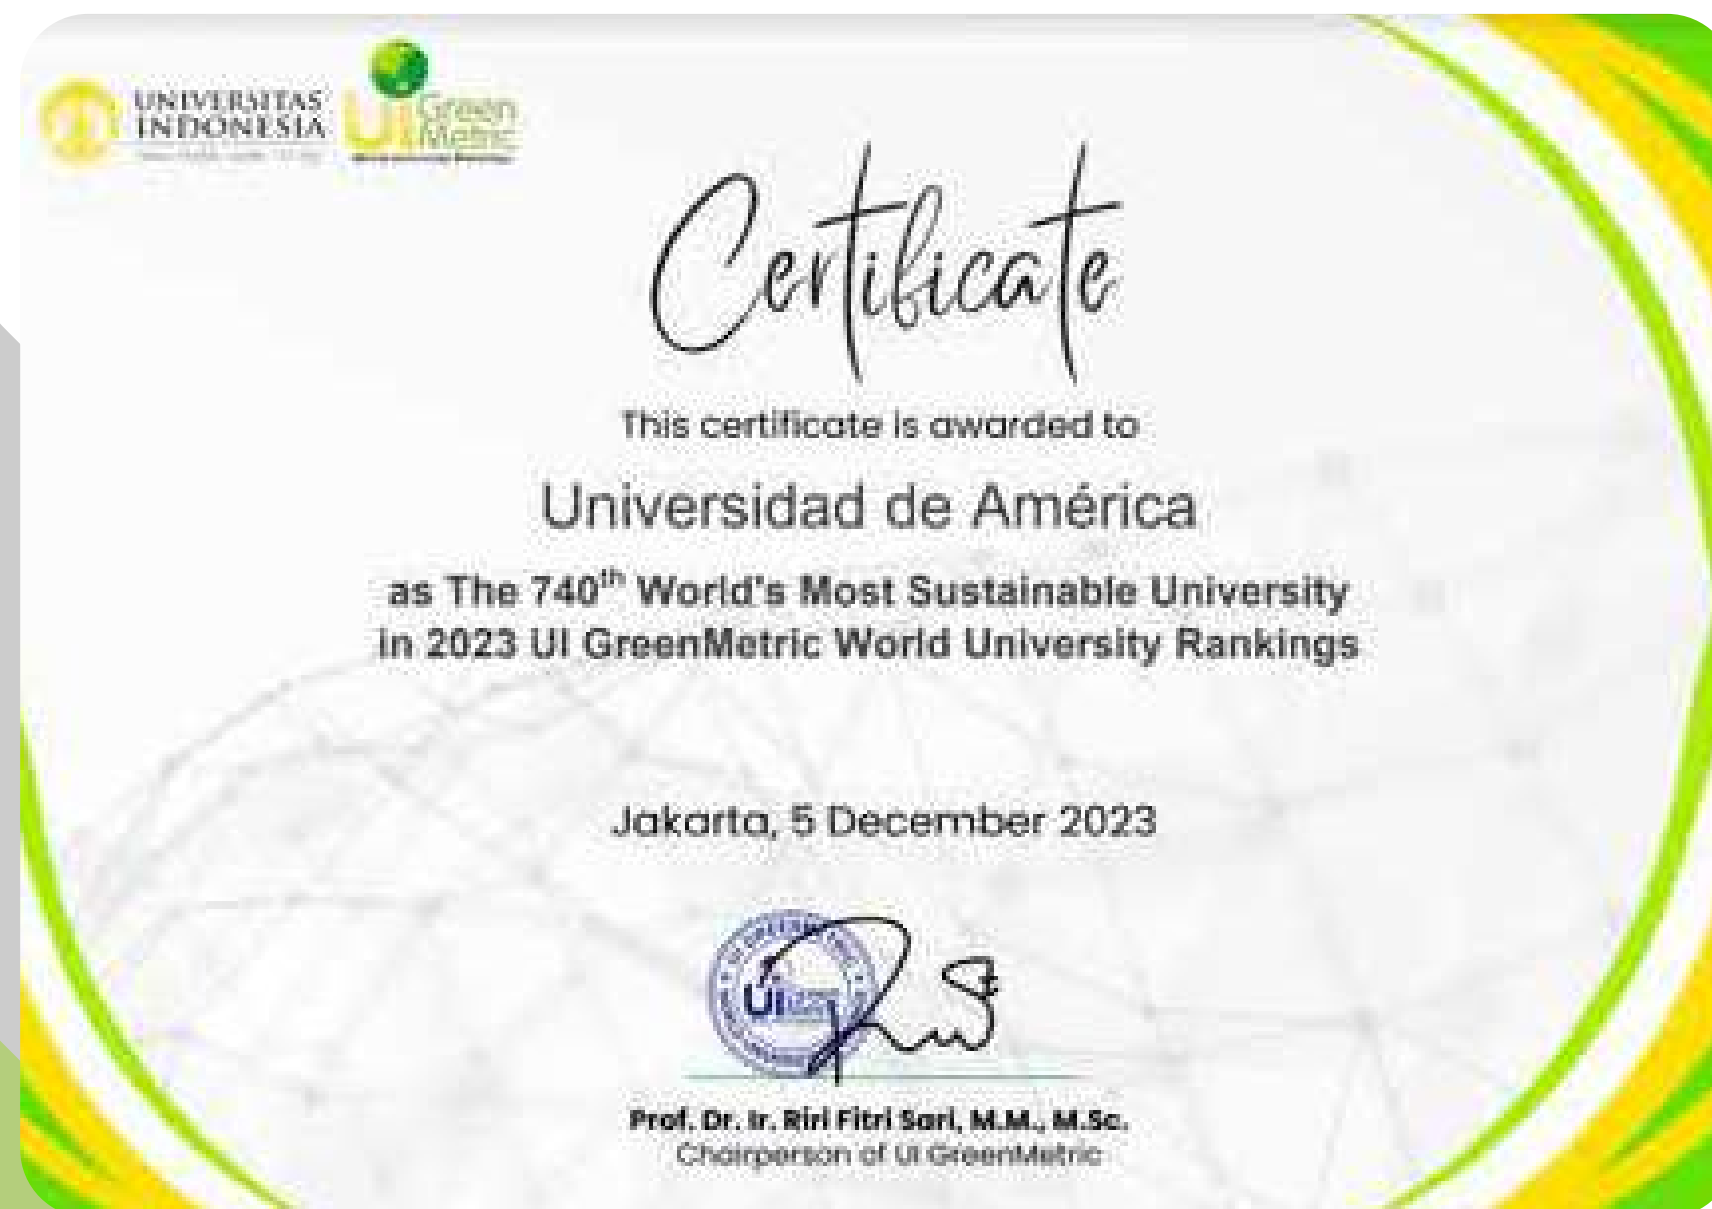 UNIVERSITAS
INDONESIA
UI Green
Metric
Certificate
This certificate is awarded to
Universidad de América
as The 740th World's Most Sustainable University
in 2023 UI GreenMetric World University Rankings
Jakarta, 5 December 2023
UI
Prof. Dr. Ir. Riri Fitri Sari, M.M., M.Sc.
Chairperson of UI GreenMetric